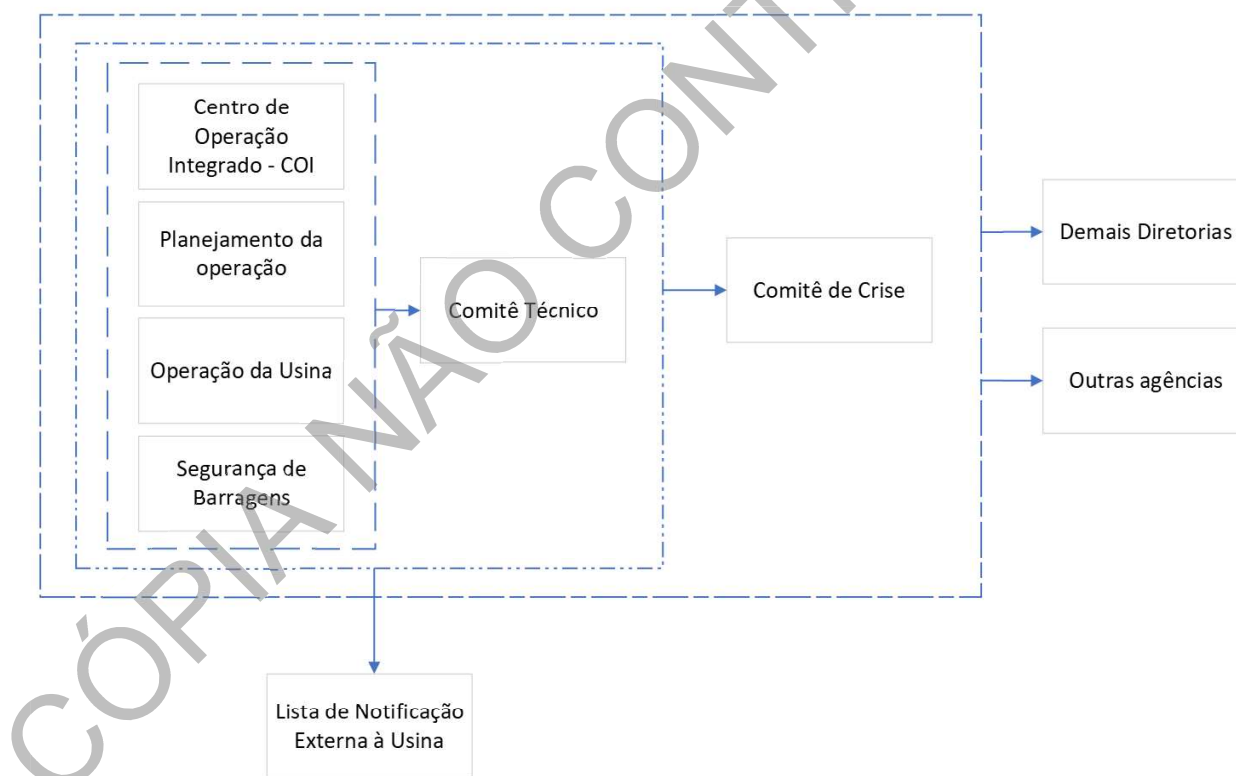 Centro de
Operação
Integrado - COI
Planejamento da
operação
Operação da Usina
Segurança de
Barragens
Comitê Técnico
Comitê de Crise
Demais Diretorias
Outras agências
Lista de Notificação
Externa à Usina
CÓPIA NÃO CONT